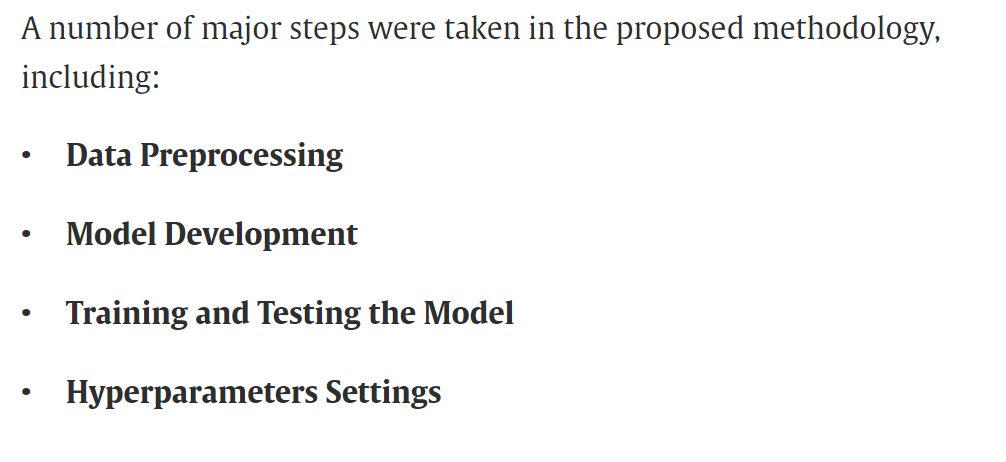 A number of major steps were taken in the proposed methodology,
including:
• Data Preprocessing
• Model Development
• Training and Testing the Model
• Hyperparameters Settings